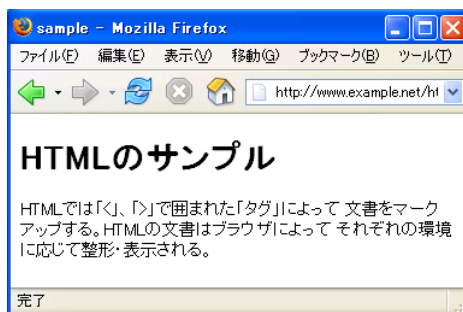 sample - Mozilla Firefox
ファイル(F) 編集(E) 表示(V) 移動(G) ブックマーク(B) ツール(T)
http://www.example.net/ht
HTMLのサンプル
HTMLでは「<」、「>」で囲まれた「タグ」によって 文書をマーク
アップする。HTMLの文書はブラウザによって それぞれの環境
に応じて整形・表示される。
完了